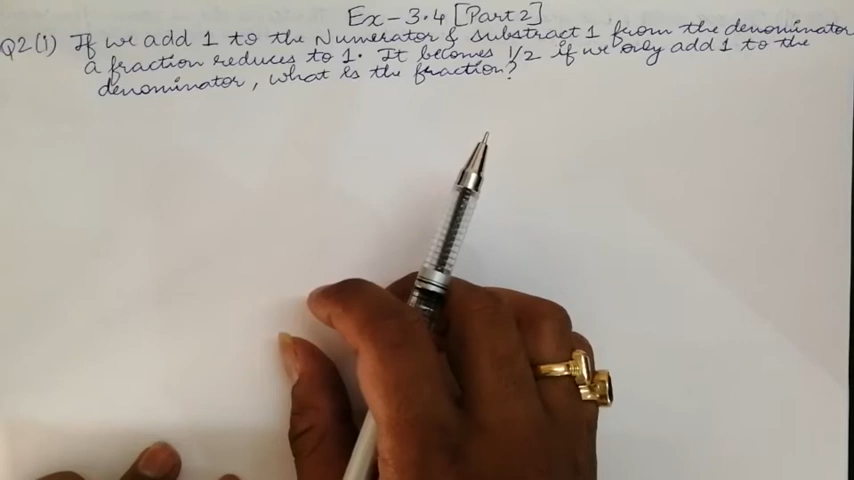 Ex-3.4 [Part 2]
Q2(i) If we add 1 to the Numerator & substract 1 from the denominator
a fraction reduces to 1. It becomes 1/2 if we only add 1 to the
denominator, what is the fraction?